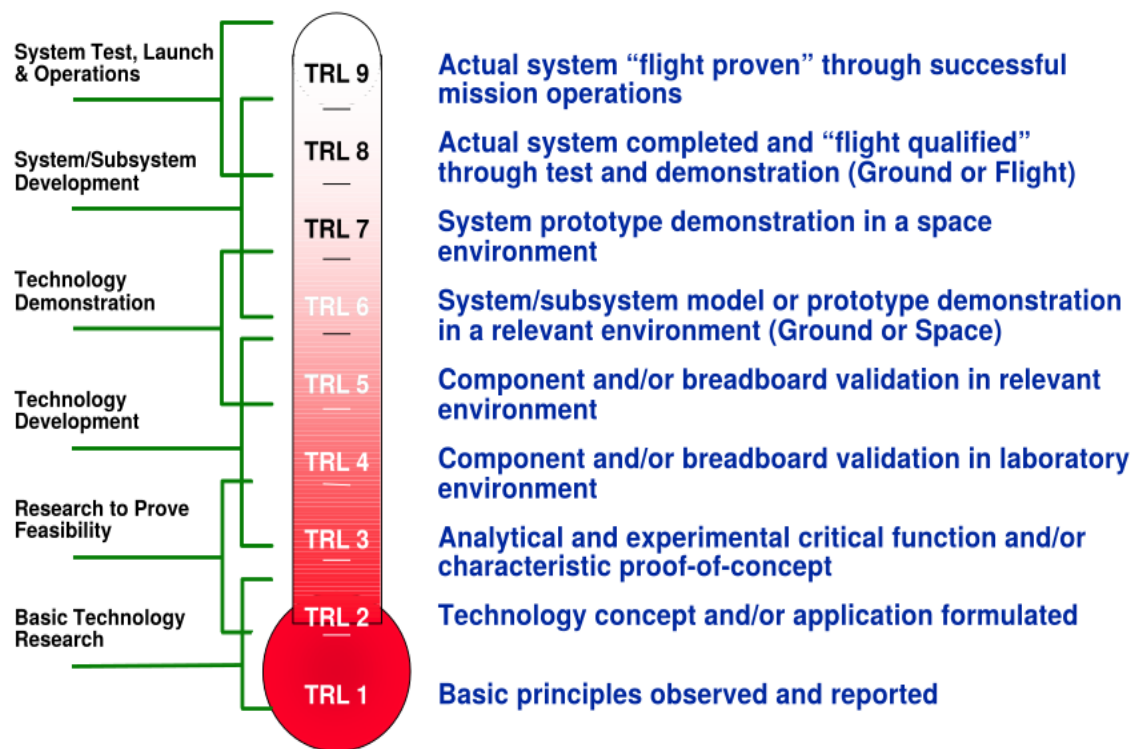 System Test, Launch
& Operations
System/Subsystem
Development
Technology
Demonstration
Technology
Development
Research to Prove
Feasibility
Basic Technology
Research
TRL 9
TRL 8
TRL 7
TRL 6
TRL 5
TRL 4
TRL 3
TRL 2
TRL 1
Actual system “flight proven” through successful
mission operations
Actual system completed and “flight qualified”
through test and demonstration (Ground or Flight)
System prototype demonstration in a space
environment
System/subsystem model or prototype demonstration
in a relevant environment (Ground or Space)
Component and/or breadboard validation in relevant
environment
Component and/or breadboard validation in laboratory
environment
Analytical and experimental critical function and/or
characteristic proof-of-concept
Technology concept and/or application formulated
Basic principles observed and reported